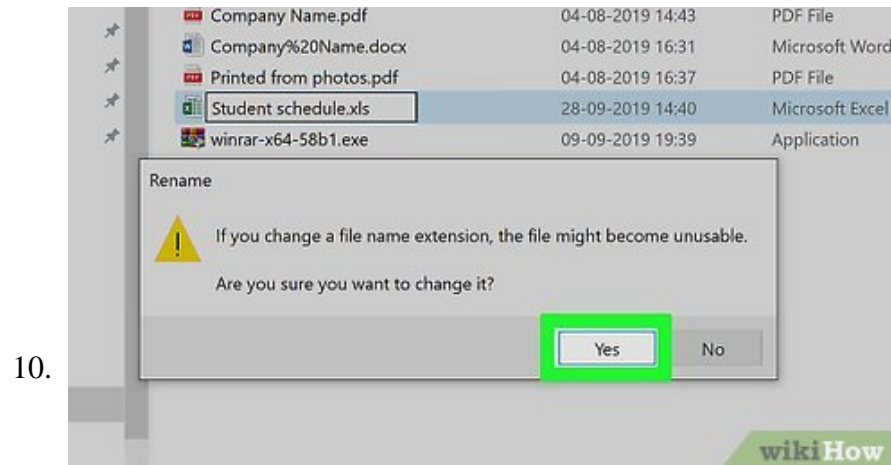 Company Name.pdf 04-08-2019 14:43 PDF File
Company%20Name.docx 04-08-2019 16:31 Microsoft Word
Printed from photos.pdf 04-08-2019 16:37 PDF File
Student schedule.xls 28-09-2019 14:40 Microsoft Excel
winrar-x64-58b1.exe 09-09-2019 19:39 Application
Rename
If you change a file name extension, the file might become unusable.
Are you sure you want to change it?
Yes No
10.
wikiHow